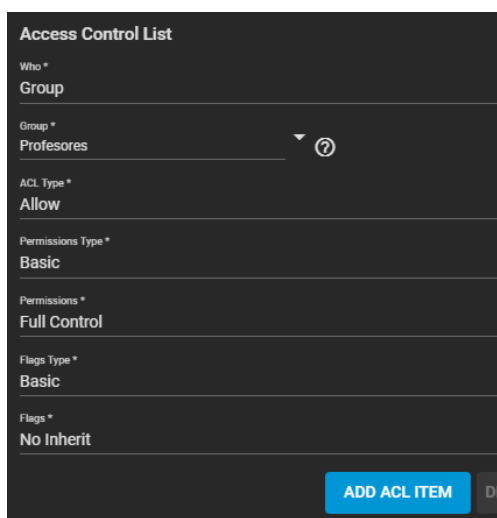 Access Control List
Who *
Group
Group *
Profesores
ACL Type *
Allow
Permissions Type *
Basic
Permissions *
Full Control
Flags Type *
Basic
Flags *
No Inherit
ADD ACL ITEM